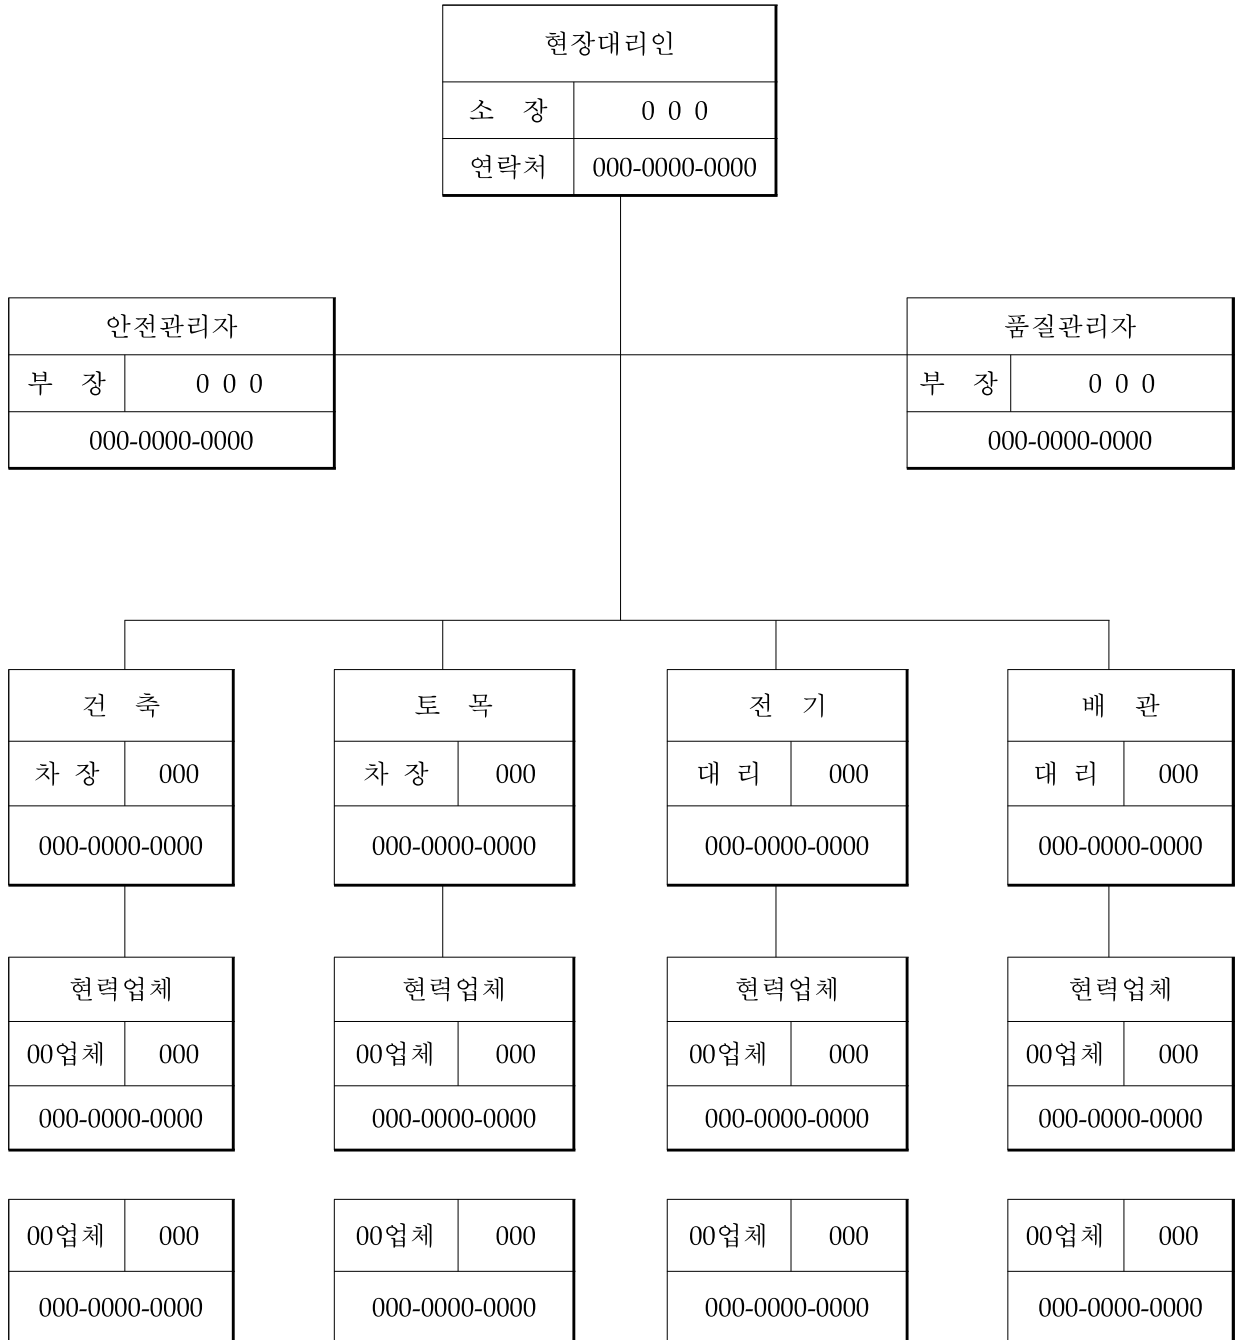 현장대리인
소 장 0 0 0
연락처 000-0000-0000
안전관리자 품질관리자
부 장 0 0 0 부 장 0 0 0
000-0000-0000 000-0000-0000
건 축 토 목 전 기 배 관
차 장 000 차 장 000 대 리 000 대 리 000
000-0000-0000 000-0000-0000 000-0000-0000 000-0000-0000
현력업체 현력업체 현력업체 현력업체
00업체 000 00업체 000 00업체 000 00업체 000
000-0000-0000 000-0000-0000 000-0000-0000 000-0000-0000
00업체 000 00업체 000 00업체 000 00업체 000
000-0000-0000 000-0000-0000 000-0000-0000 000-0000-0000